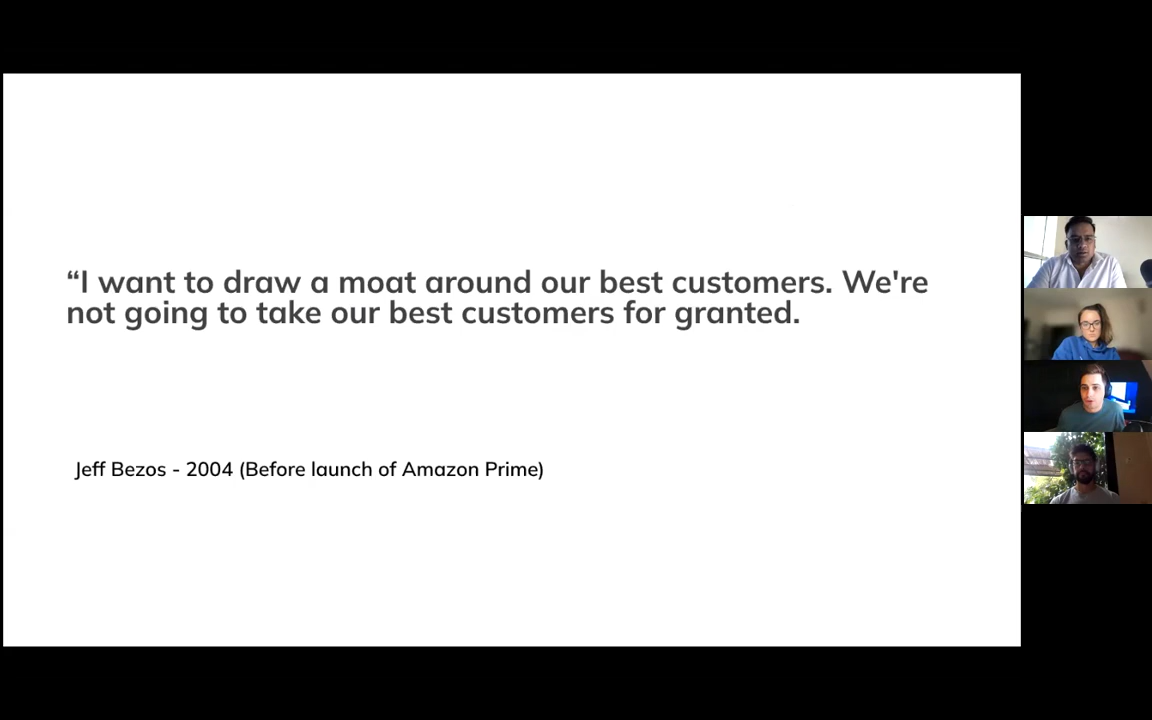 “I want to draw a moat around our best customers. We're
not going to take our best customers for granted.
Jeff Bezos - 2004 (Before launch of Amazon Prime)